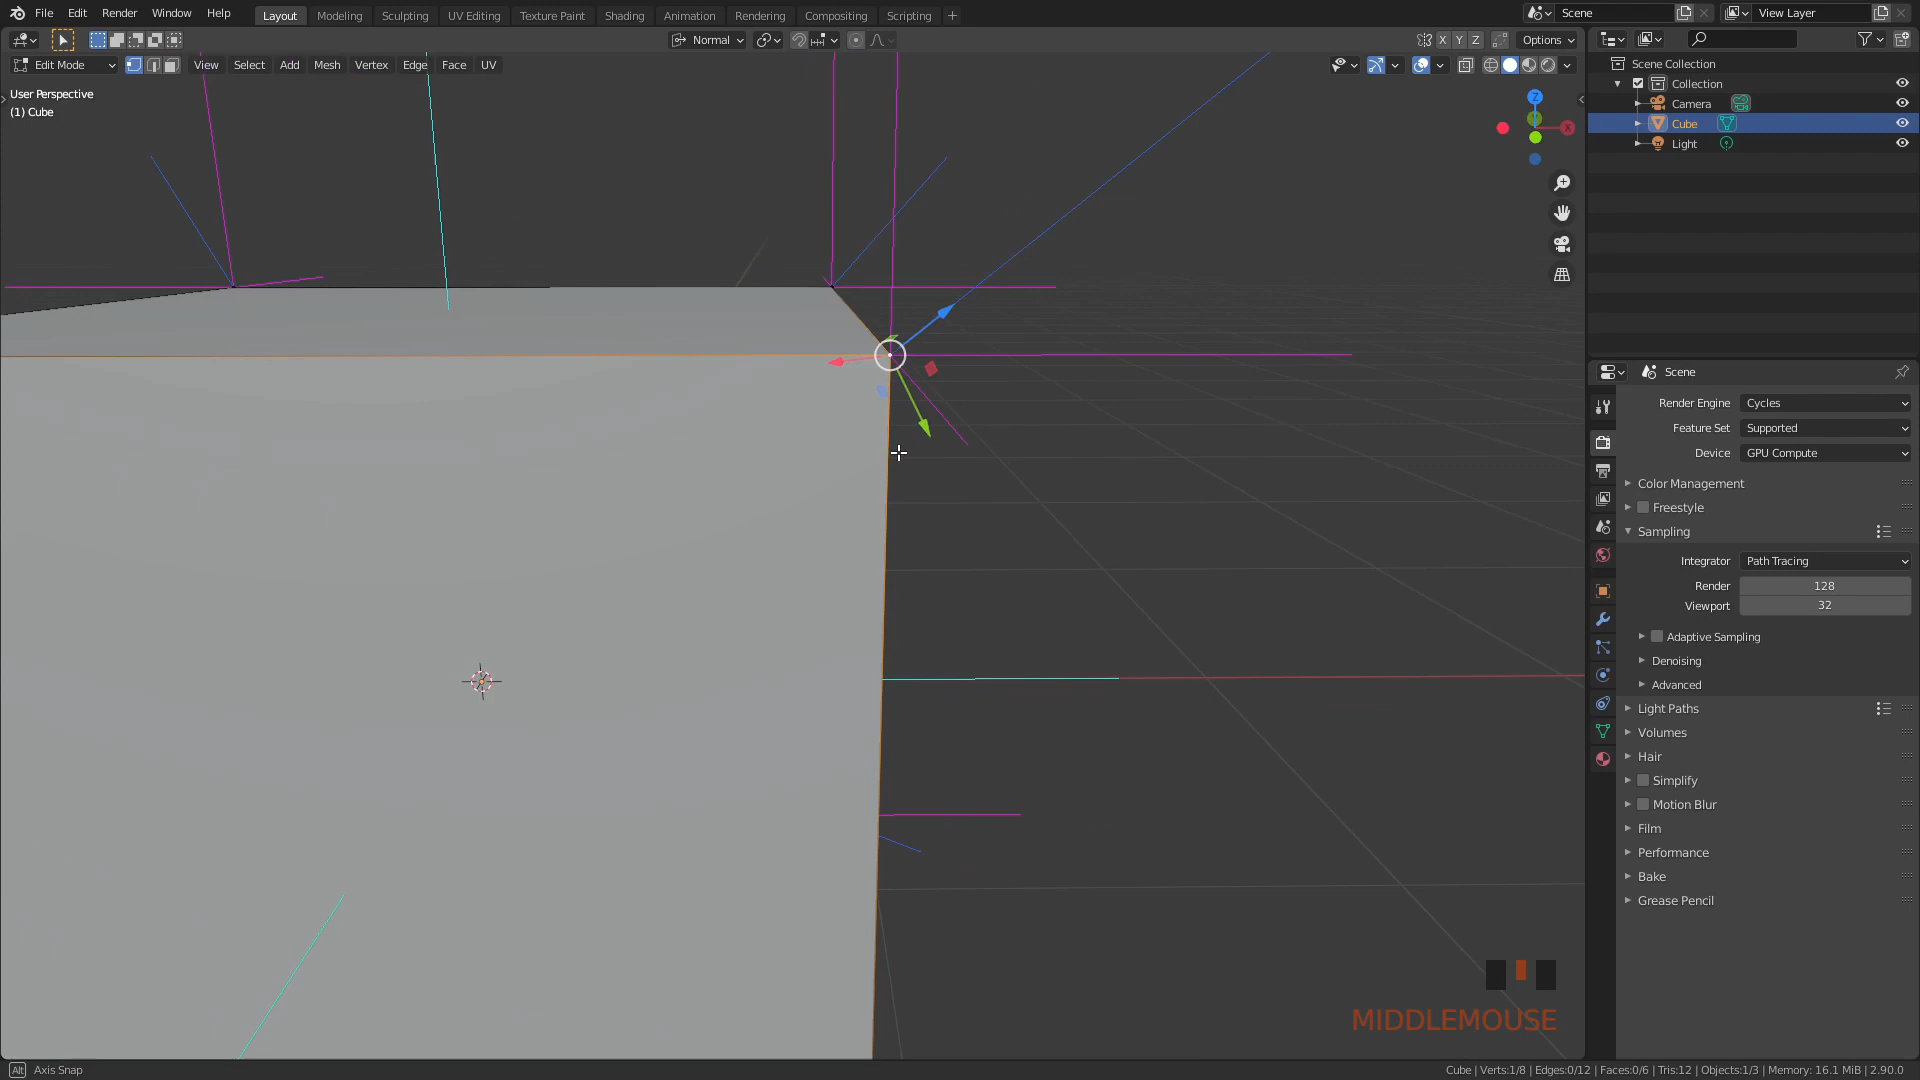 File Edit Render Window Help
Layout Modeling Sculpting UV Editing Texture Paint Shading Animation Rendering Compositing Scripting
Scene
View Layer
Normal
X Y Z
Options
Edit Mode
View Select Add Mesh Vertex Edge Face UV
User Perspective
(1) Cube
Z
X
Scene Collection
Collection
Camera
Cube
Light
Scene
Render Engine Cycles
Feature Set Supported
Device GPU Compute
Color Management
Freestyle
Sampling
Integrator Path Tracing
Render 128
Viewport 32
Adaptive Sampling
Denoising
Advanced
Light Paths
Volumes
Hair
Simplify
Motion Blur
Film
Performance
Bake
Grease Pencil
MIDDLEMOUSE
Alt Axis Snap
Cube | Verts:1/8 | Edges:0/12 | Faces:0/6 | Tris:12 | Objects:1/3 | Memory: 16.1 MiB | 2.90.0